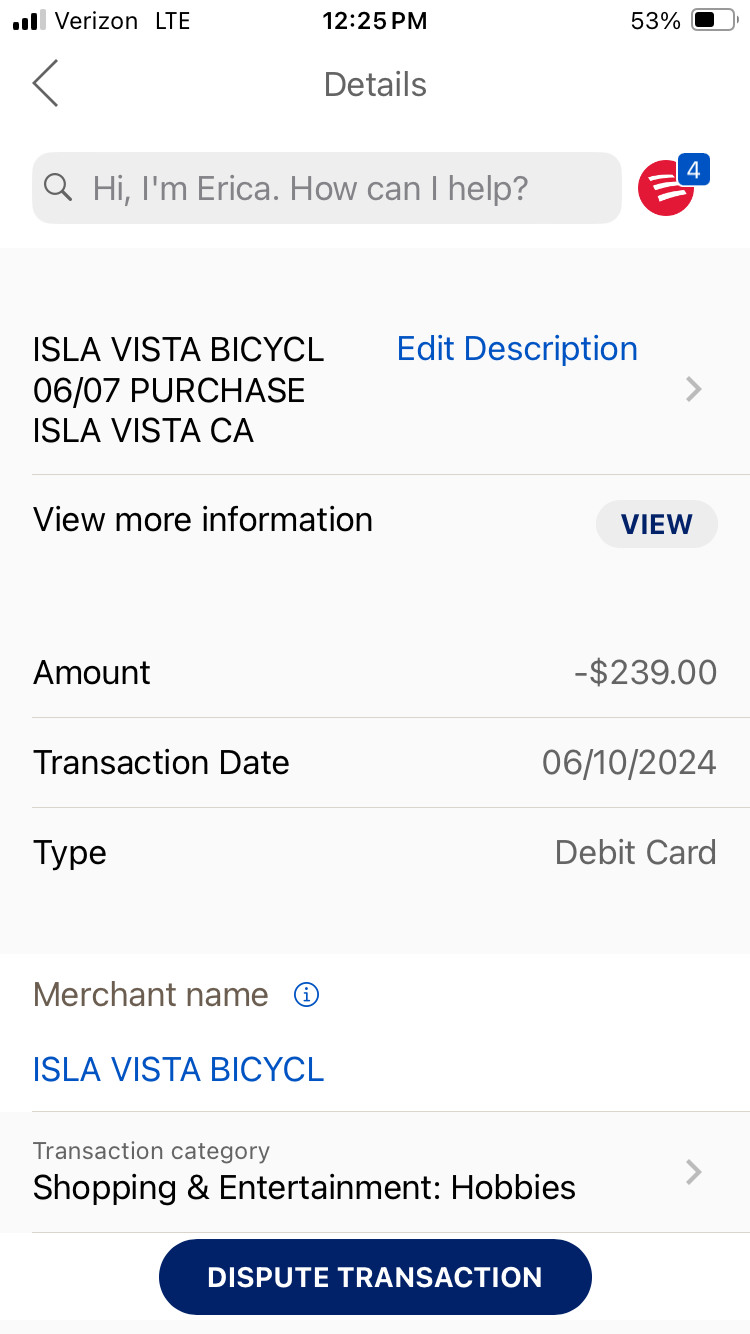 Verizon LTE 12:25 PM 53%
Details
Hi, I'm Erica. How can I help? 4
ISLA VISTA BICYCL Edit Description
06/07 PURCHASE
ISLA VISTA CA
View more information VIEW
Amount -$239.00
Transaction Date 06/10/2024
Type Debit Card
Merchant name i
ISLA VISTA BICYCL
Transaction category
Shopping & Entertainment: Hobbies
DISPUTE TRANSACTION